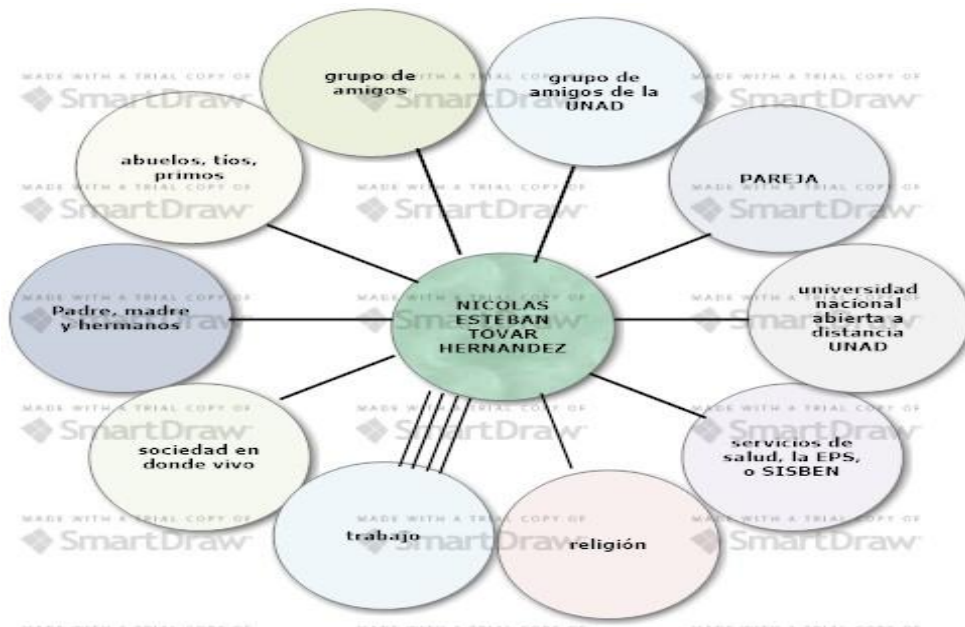 grupo de
amigos
grupo de
amigos de la
UNAD
abuelos, tíos,
primos
PAREJA
Padre, madre
y hermanos
NICOLAS
ESTEBAN
TOVAR
HERNANDEZ
universidad
nacional
abierta a
distancia
UNAD
sociedad en
donde vivo
servicios de
salud, la EPS,
o SISBEN
trabajo
religión
MADE WITH A TRIAL COPY OF
SmartDraw